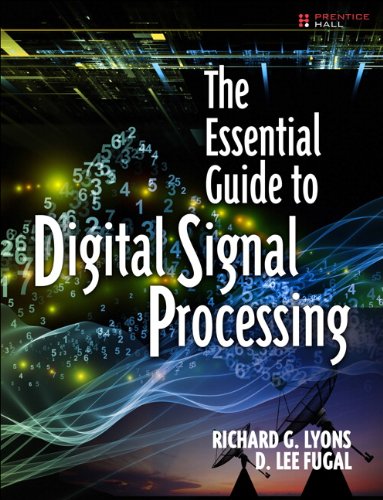 PRENTICE
HALL
The
Essential
Guide to
Digital Signal
Processing
RICHARD G. LYONS
D. LEE FUGAL